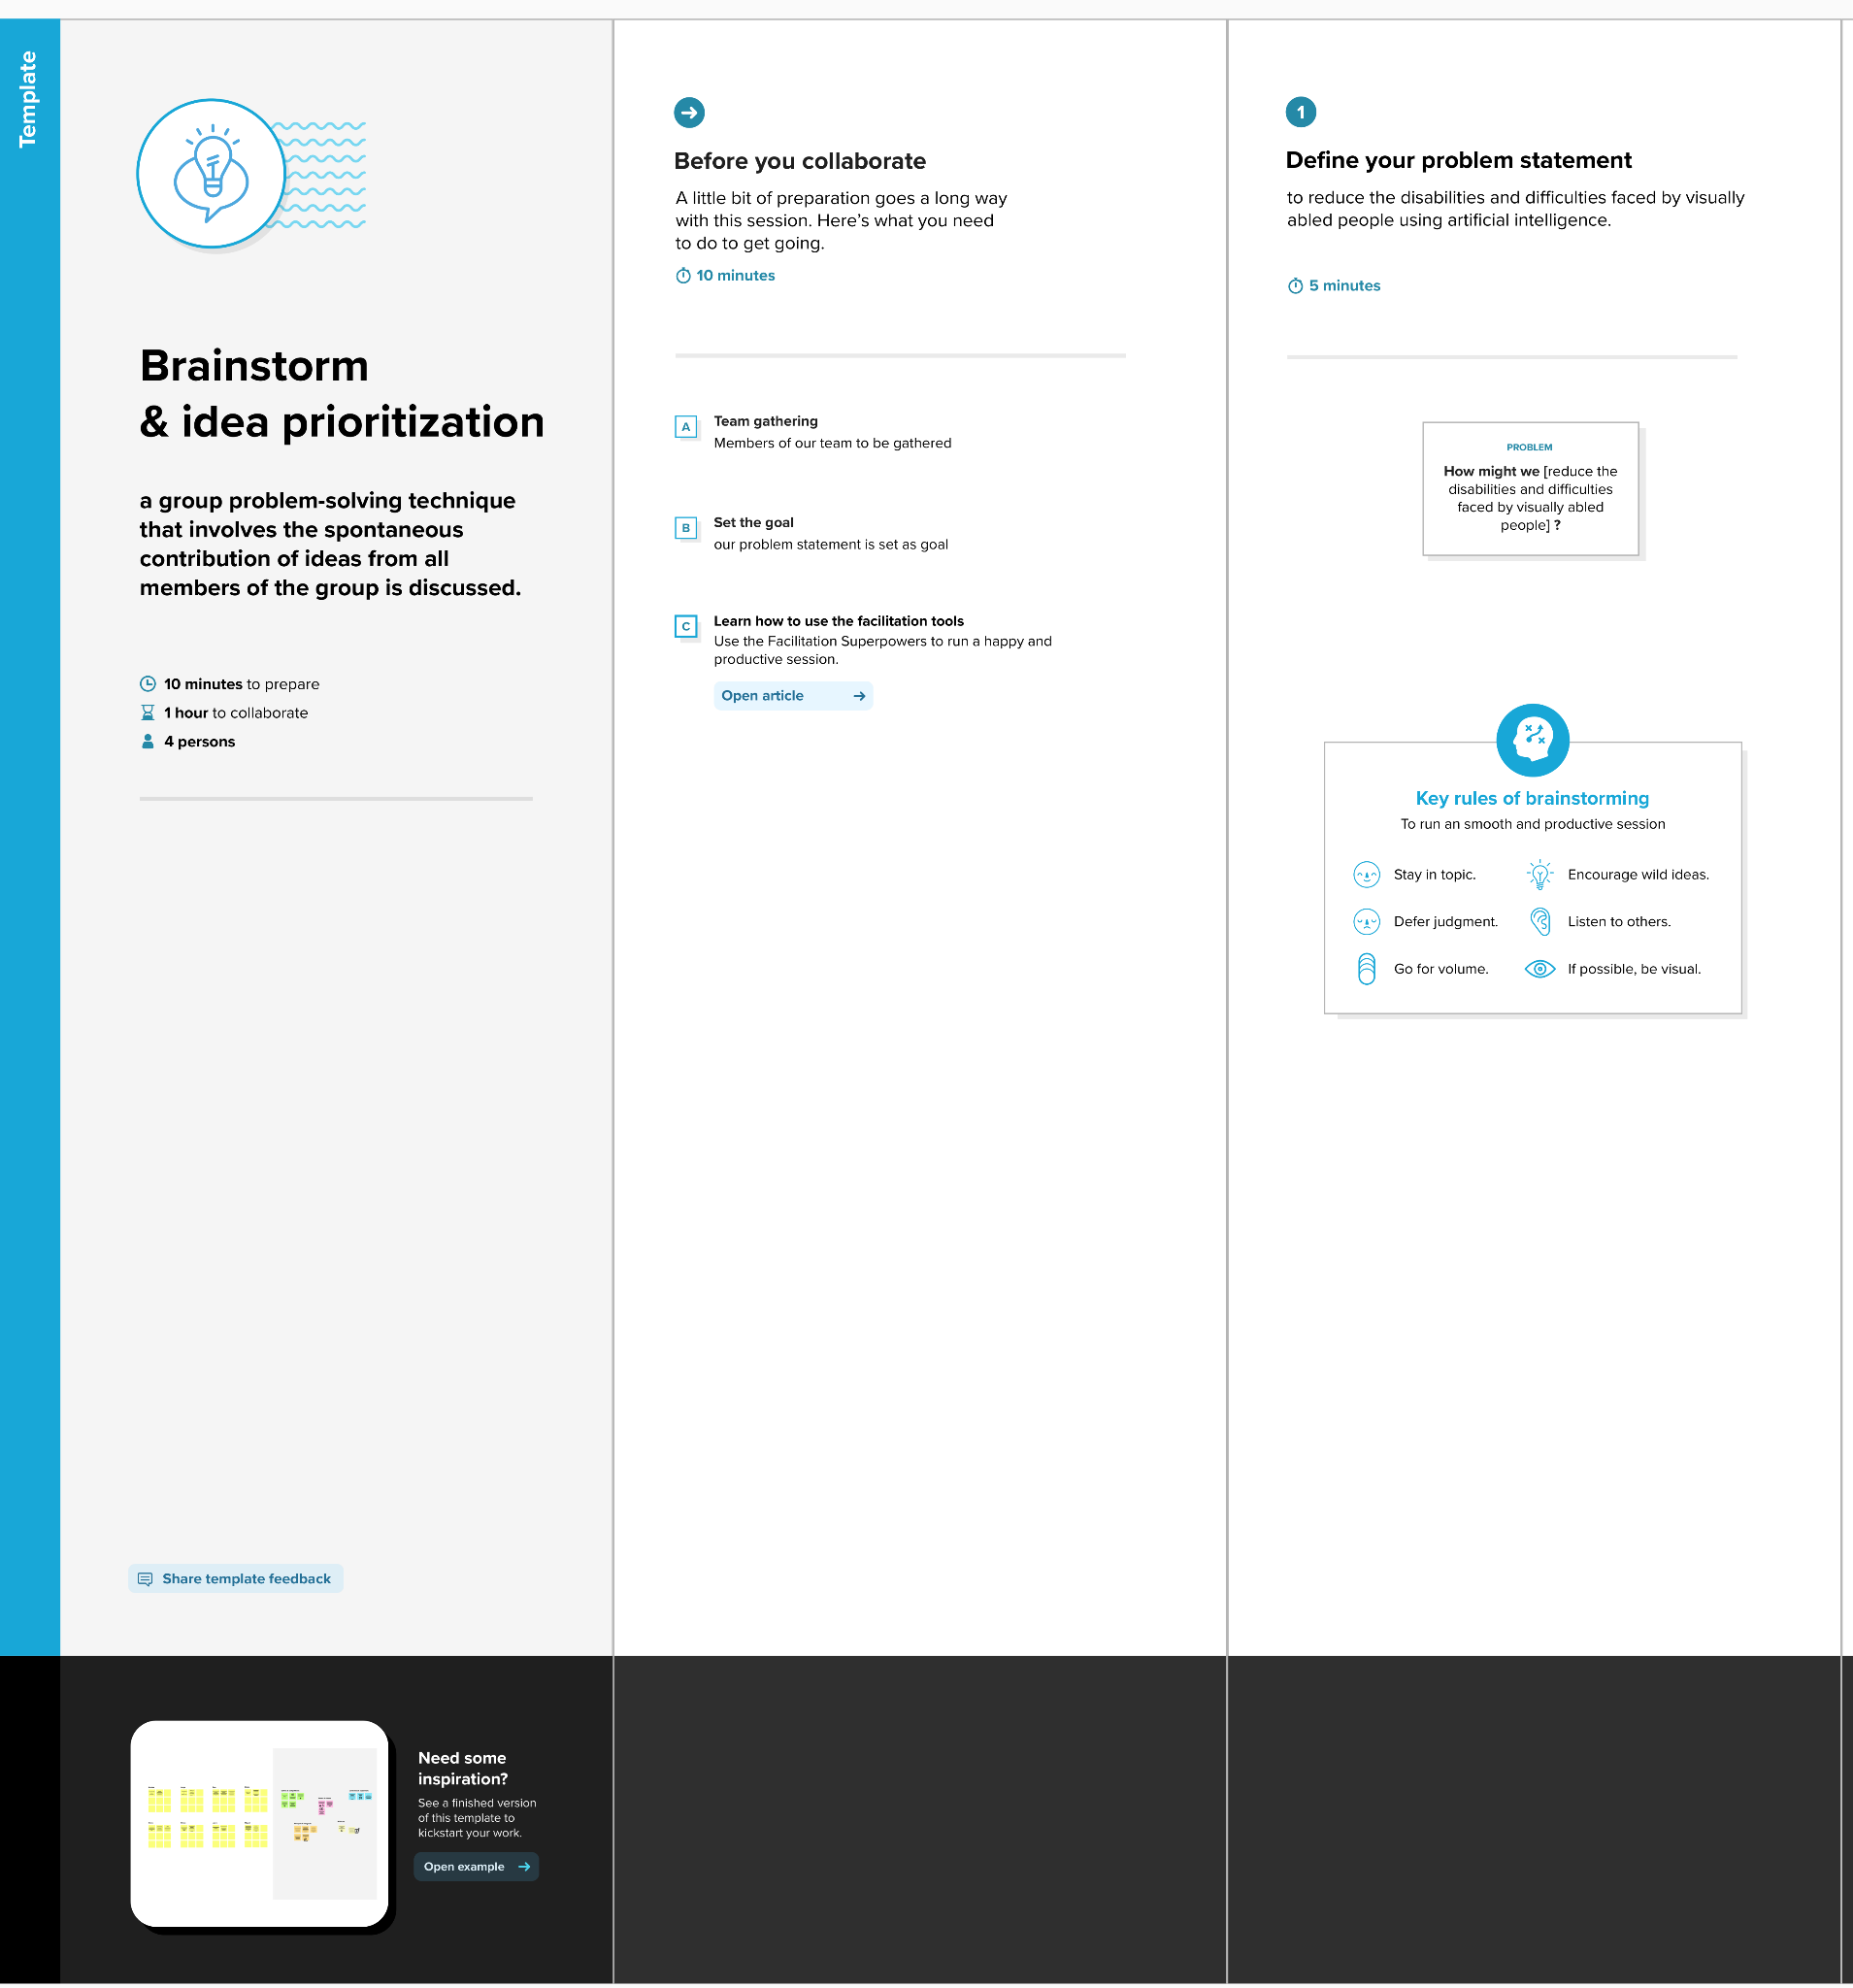 Template
Brainstorm
& idea prioritization
a group problem-solving technique
that involves the spontaneous
contribution of ideas from all
members of the group is discussed.
10 minutes to prepare
1 hour to collaborate
4 persons
Share template feedback
Need some
inspiration?
See a finished version
of this template to
kickstart your work.
Open example
Before you collaborate
A little bit of preparation goes a long way
with this session. Here’s what you need
to do to get going.
10 minutes
A
Team gathering
Members of our team to be gathered
B
Set the goal
our problem statement is set as goal
C
Learn how to use the facilitation tools
Use the Facilitation Superpowers to run a happy and
productive session.
Open article
1
Define your problem statement
to reduce the disabilities and difficulties faced by visually
abled people using artificial intelligence.
5 minutes
PROBLEM
How might we [reduce the
disabilities and difficulties
faced by visually abled
people] ?
Key rules of brainstorming
To run an smooth and productive session
Stay in topic.
Encourage wild ideas.
Defer judgment.
Listen to others.
Go for volume.
If possible, be visual.